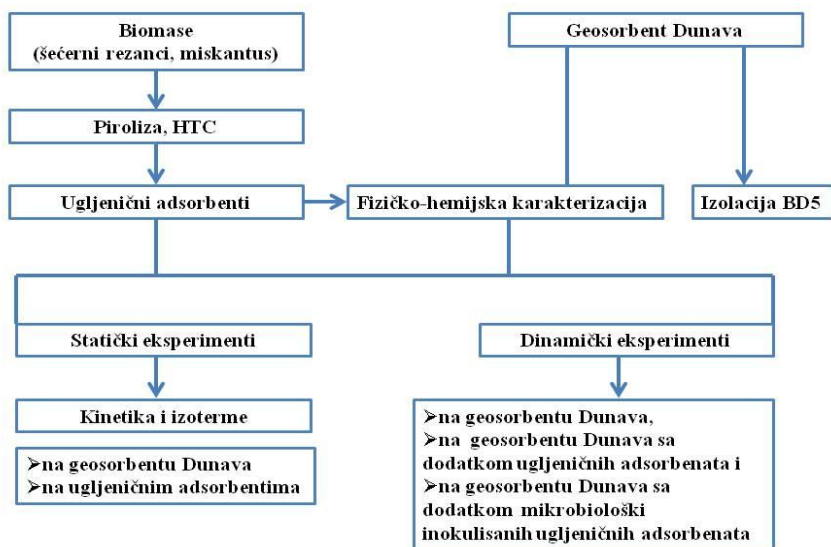 Biomase
(šećerni rezanci, miskantus)
Geosorbent Dunava
Piroliza, HTC
Ugljenični adsorbenti
Fizičko-hemijska karakterizacija
Izolacija BD5
Statički eksperimenti
Dinamički eksperimenti
Kinetika i izoterme
➢na geosorbentu Dunava
➢na ugljeničnim adsorbentima
➢na geosorbentu Dunava,
➢na geosorbentu Dunava sa
dodatkom ugljeničnih adsorbenata i
➢na geosorbentu Dunava sa
dodatkom mikrobiološki
inokulisanih ugljeničnih adsorbenata